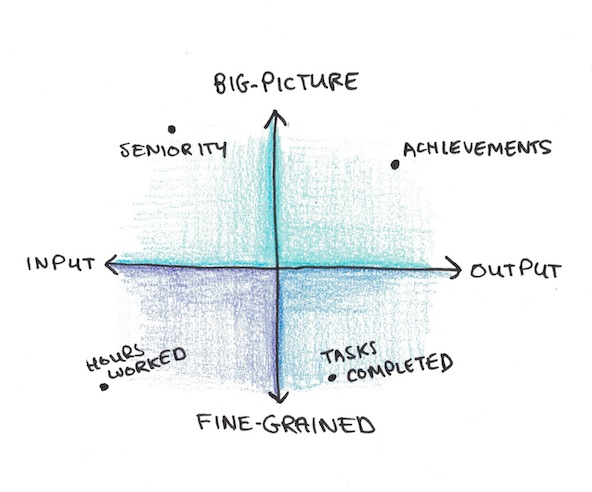 BIG-PICTURE
SENIORITY
ACHIEVEMENTS
INPUT
OUTPUT
HOURS
WORKED
TASKS
COMPLETED
FINE-GRAINED